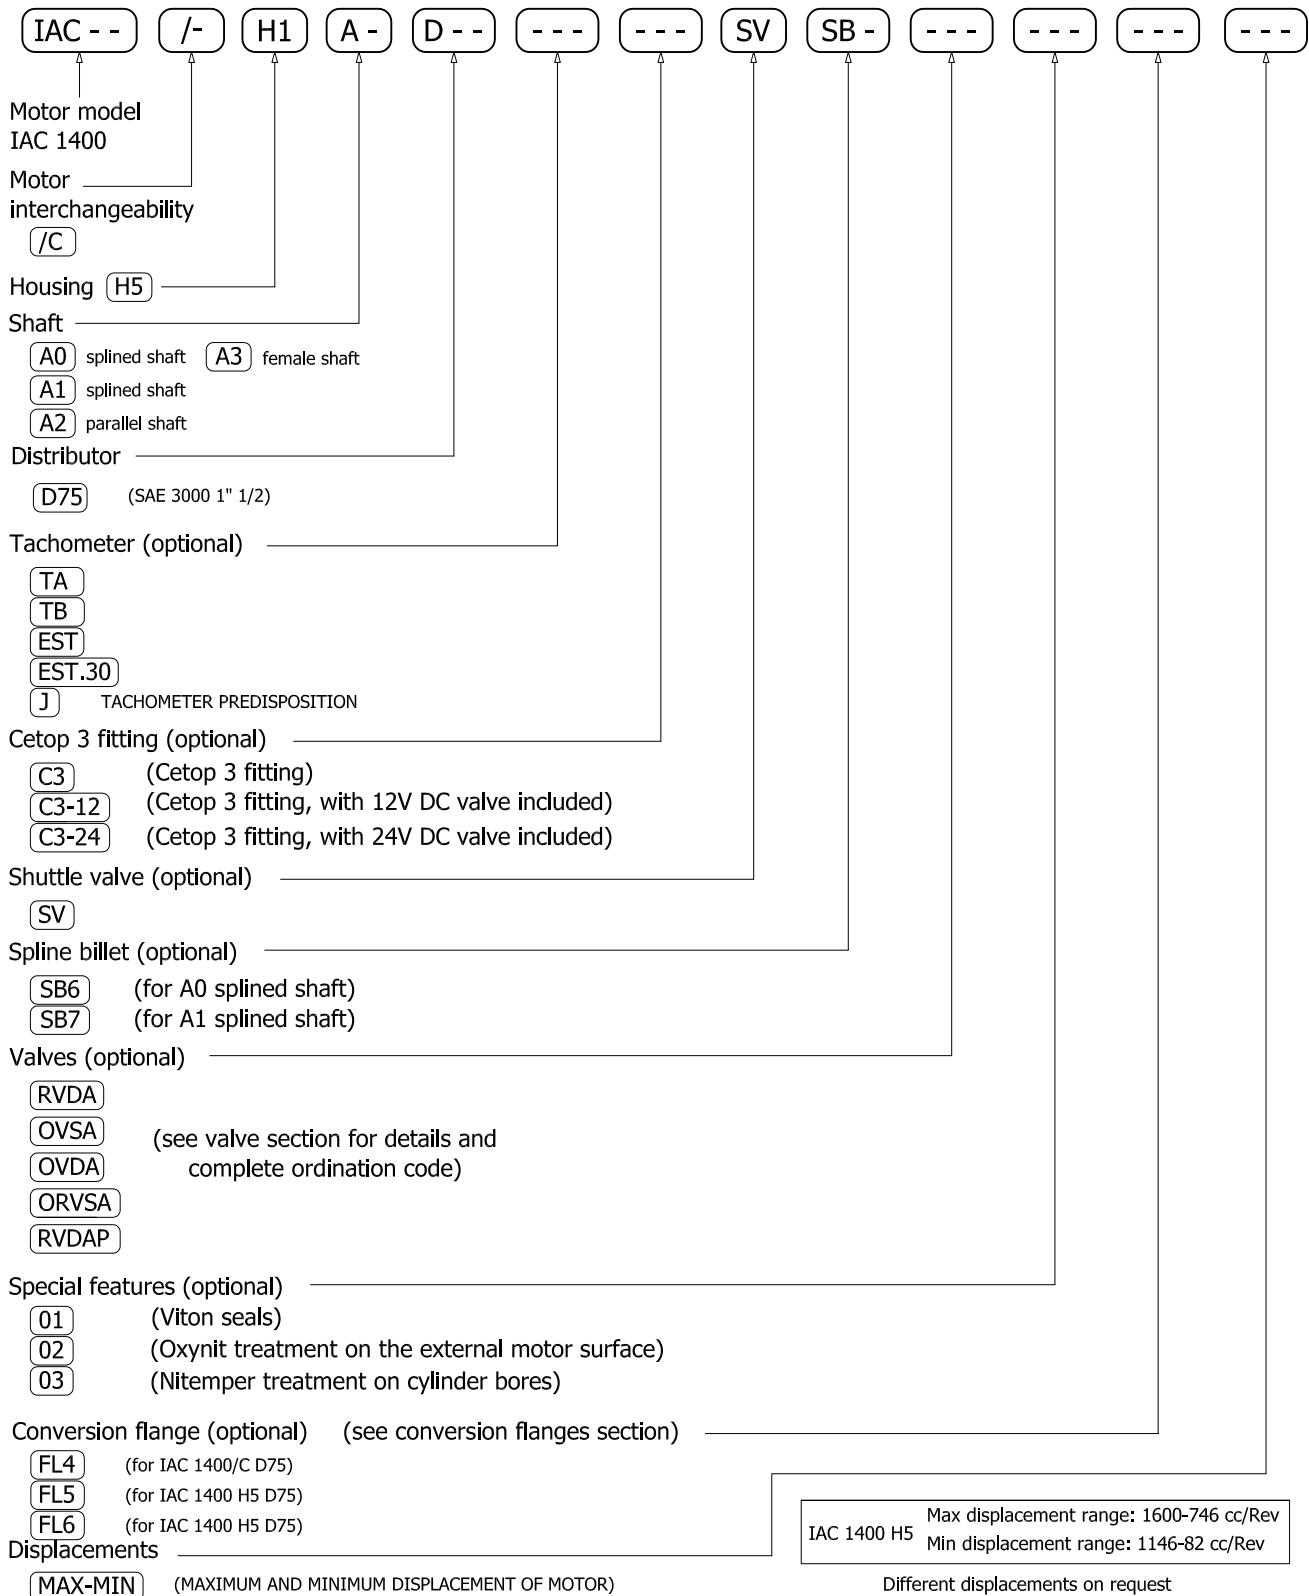 IAC - - /- H1 A - D - - - - - - - - SV SB - - - - - - - - - - - - -
Motor model
IAC 1400
Motor
interchangeability
/C
Housing H5
Shaft
A0 splined shaft A3 female shaft
A1 splined shaft
A2 parallel shaft
Distributor
D75 (SAE 3000 1" 1/2)
Tachometer (optional)
TA
TB
EST
EST.30
J TACHOMETER PREDISPOSITION
Cetop 3 fitting (optional)
C3 (Cetop 3 fitting)
C3-12 (Cetop 3 fitting, with 12V DC valve included)
C3-24 (Cetop 3 fitting, with 24V DC valve included)
Shuttle valve (optional)
SV
Spline billet (optional)
SB6 (for A0 splined shaft)
SB7 (for A1 splined shaft)
Valves (optional)
RVDA
OVSA
OVDA
ORVSA
RVDAP
(see valve section for details and
complete ordination code)
Special features (optional)
01 (Viton seals)
02 (Oxynit treatment on the external motor surface)
03 (Nitemper treatment on cylinder bores)
Conversion flange (optional) (see conversion flanges section)
FL4 (for IAC 1400/C D75)
FL5 (for IAC 1400 H5 D75)
FL6 (for IAC 1400 H5 D75)
Displacements
MAX-MIN (MAXIMUM AND MINIMUM DISPLACEMENT OF MOTOR)
IAC 1400 H5
Max displacement range: 1600-746 cc/Rev
Min displacement range: 1146-82 cc/Rev
Different displacements on request